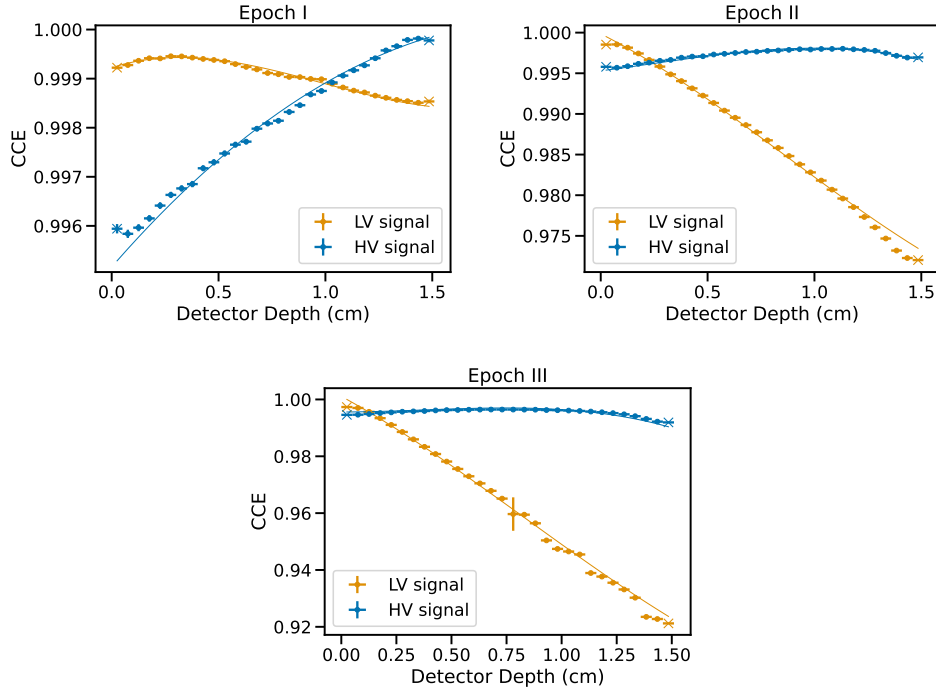 Epoch I
CCE
1.000
0.999
0.998
0.997
0.996
LV signal
HV signal
0.0 0.5 1.0 1.5
Detector Depth (cm)
Epoch II
CCE
1.000
0.995
0.990
0.985
0.980
0.975
LV signal
HV signal
0.0 0.5 1.0 1.5
Detector Depth (cm)
Epoch III
CCE
1.00
0.98
0.96
0.94
0.92
LV signal
HV signal
0.00 0.25 0.50 0.75 1.00 1.25 1.50
Detector Depth (cm)